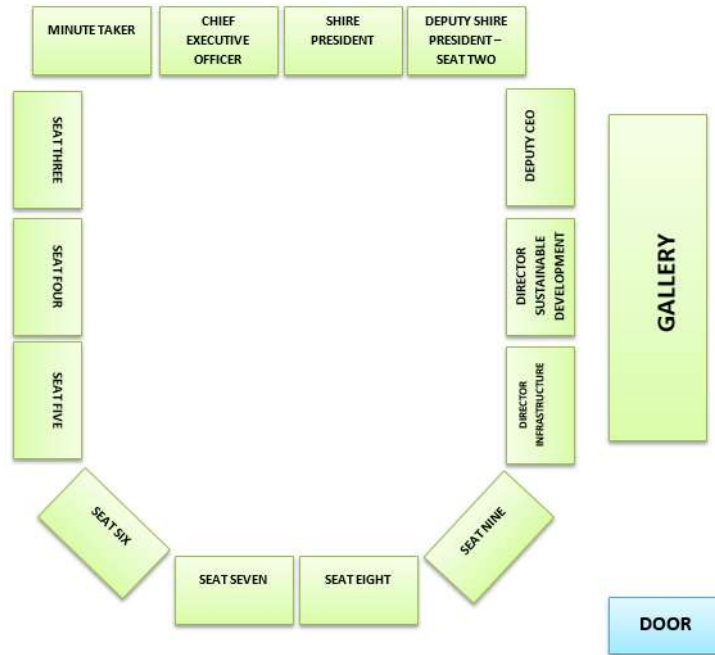 MINUTE TAKER
CHIEF
EXECUTIVE
OFFICER
SHIRE
PRESIDENT
DEPUTY SHIRE
PRESIDENT –
SEAT TWO
SEAT THREE
DEPUTY CEO
SEAT FOUR
DIRECTOR
SUSTAINABLE
DEVELOPMENT
GALLERY
SEAT FIVE
DIRECTOR
INFRASTRUCTURE
SEAT SIX
SEAT NINE
SEAT SEVEN
SEAT EIGHT
DOOR